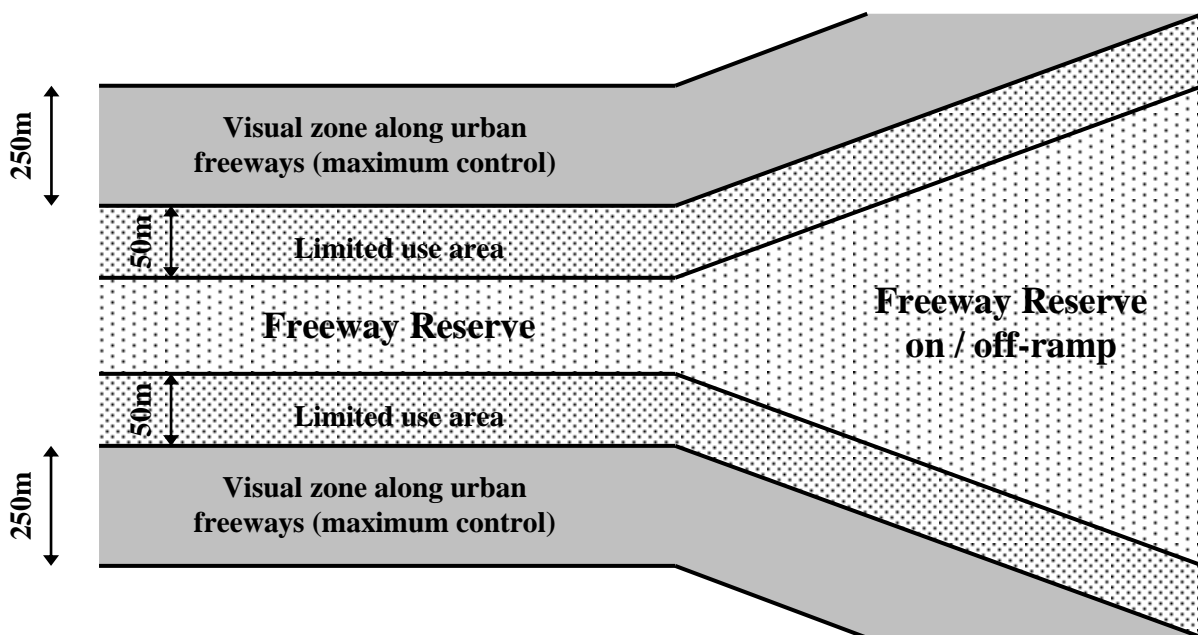 250m
Visual zone along urban
freeways (maximum control)
50m
Limited use area
Freeway Reserve
Freeway Reserve
on / off-ramp
50m
Limited use area
250m
Visual zone along urban
freeways (maximum control)